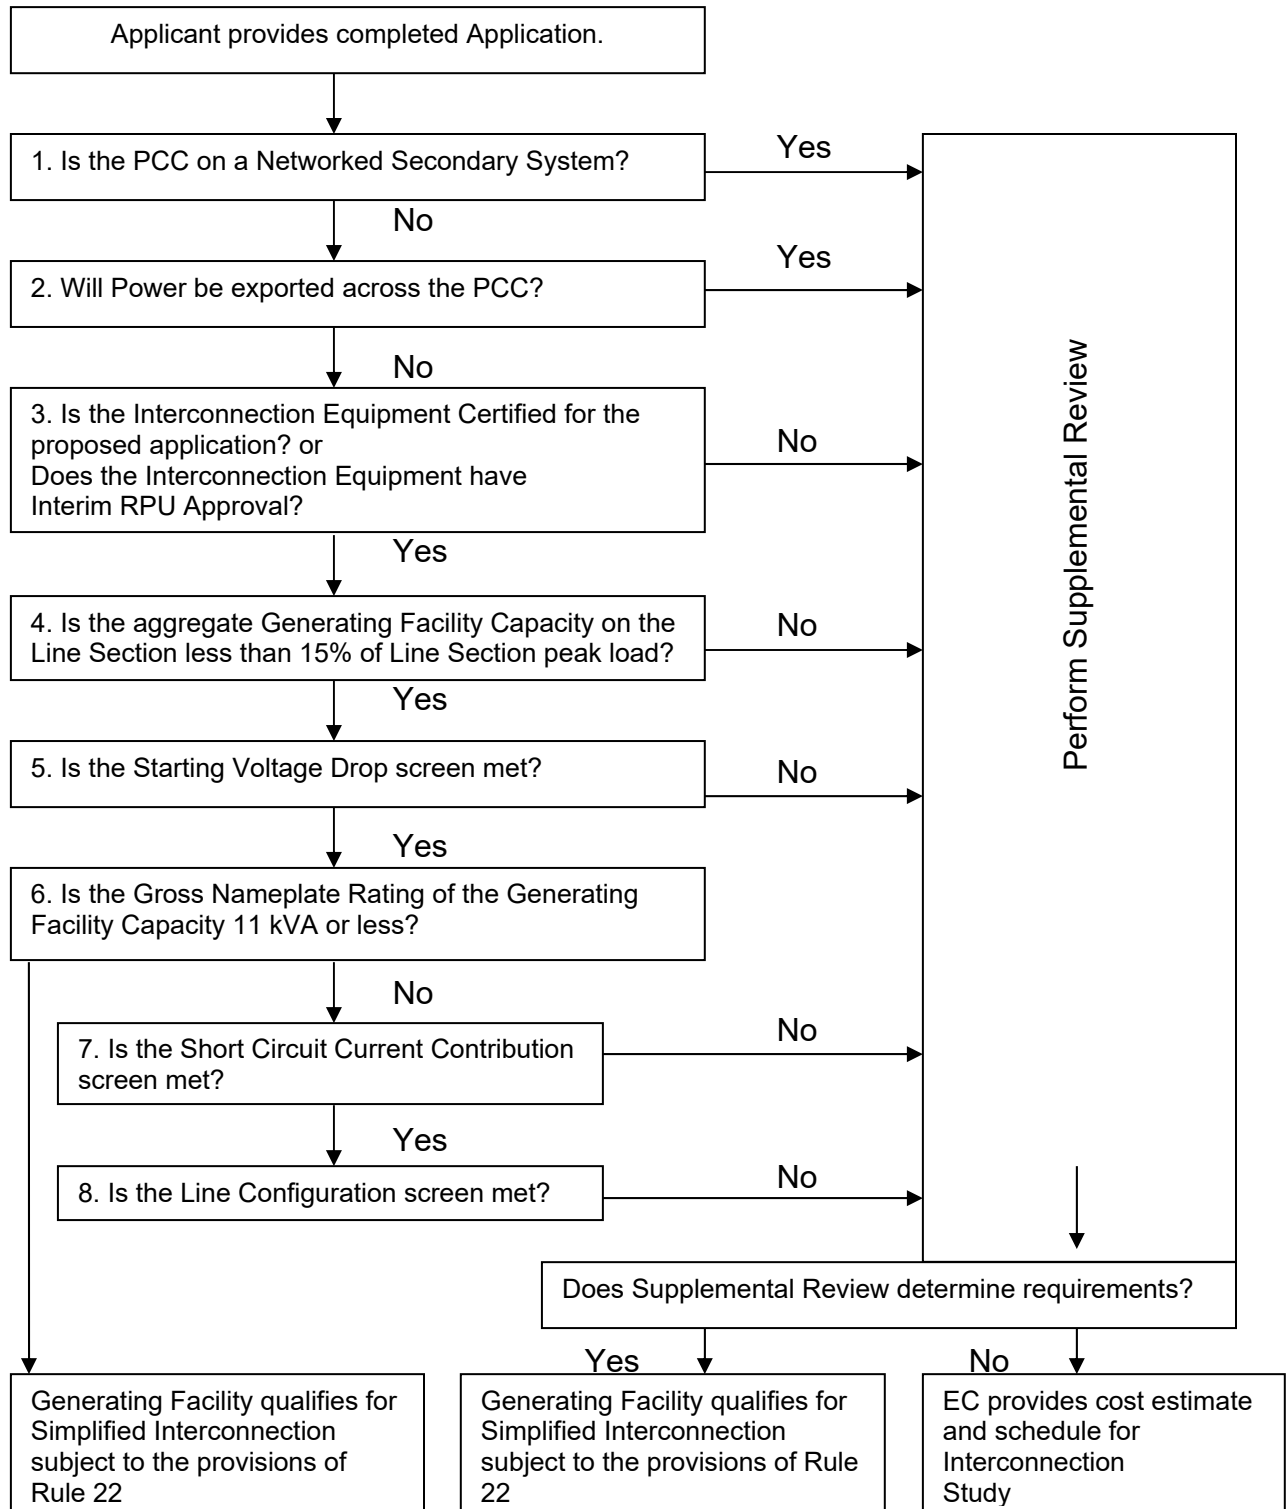 Applicant provides completed Application.
1. Is the PCC on a Networked Secondary System?
Yes
No
2. Will Power be exported across the PCC?
Yes
No
3. Is the Interconnection Equipment Certified for the
proposed application? or
Does the Interconnection Equipment have
Interim RPU Approval?
No
Yes
4. Is the aggregate Generating Facility Capacity on the
Line Section less than 15% of Line Section peak load?
No
Yes
5. Is the Starting Voltage Drop screen met?
No
Yes
6. Is the Gross Nameplate Rating of the Generating
Facility Capacity 11 kVA or less?
No
7. Is the Short Circuit Current Contribution
screen met?
No
Yes
8. Is the Line Configuration screen met?
No
Perform Supplemental Review
Does Supplemental Review determine requirements?
Yes
No
Generating Facility qualifies for
Simplified Interconnection
subject to the provisions of
Rule 22
Generating Facility qualifies for
Simplified Interconnection
subject to the provisions of Rule
22
EC provides cost estimate
and schedule for
Interconnection
Study